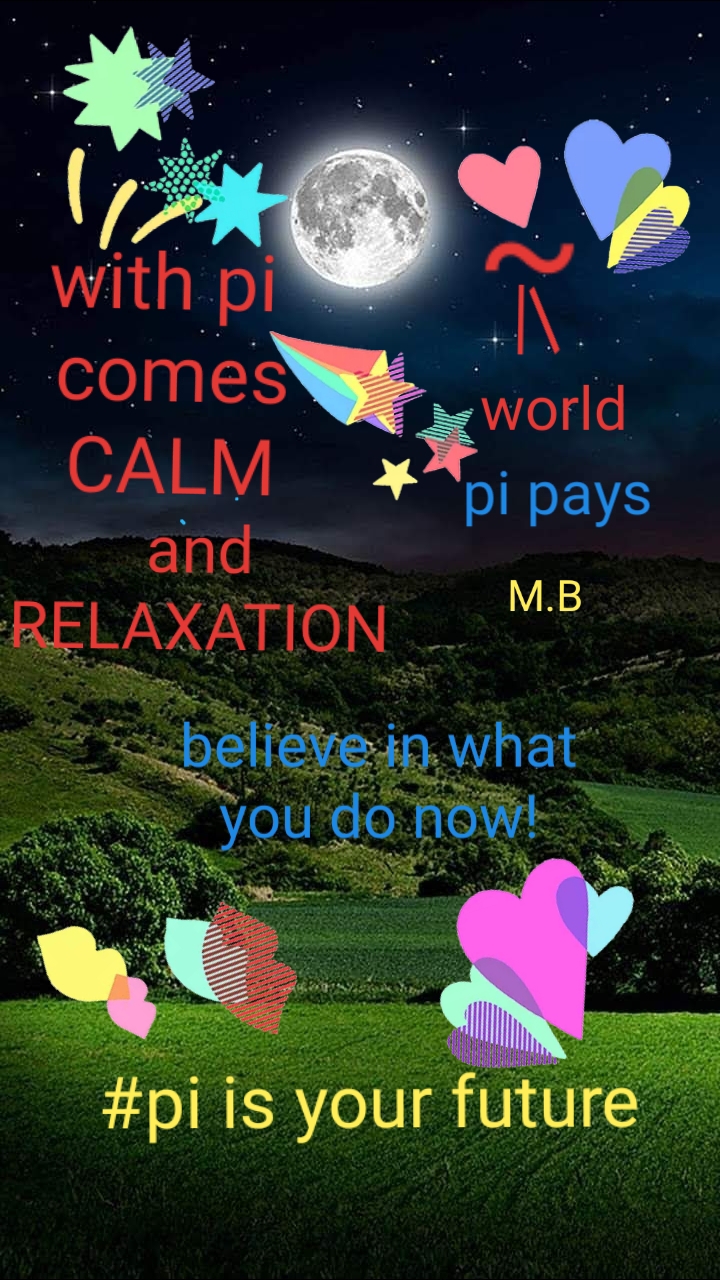 with pi
comes
CALM
and
RELAXATION
world
pi pays
M.B
believe in what
you do now!
#pi is your future